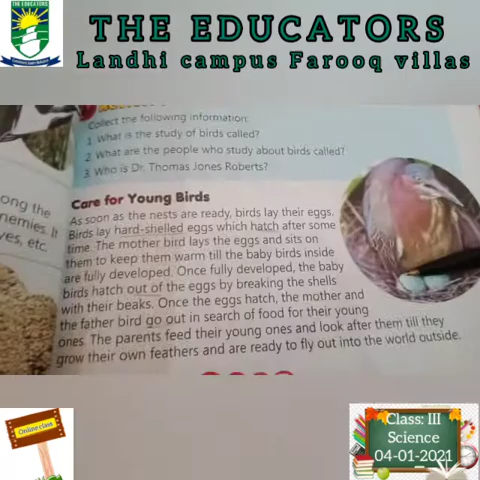 THE EDUCATORS
THE EDUCATORS
Landhi campus Farooq villas
Collect the following information:
1. What is the study of birds called?
2. What are the people who study about birds called?
3. Who is Dr. Thomas Jones Roberts?
ong the
nemies. It
yes, etc.
Care for Young Birds
As soon as the nests are ready, birds lay their eggs.
Birds lay hard-shelled eggs which hatch after some
time. The mother bird lays the eggs and sits on
them to keep them warm till the baby birds inside
are fully developed. Once fully developed, the baby
birds hatch out of the eggs by breaking the shells
with their beaks. Once the eggs hatch, the mother and
the father bird go out in search of food for their young
ones. The parents feed their young ones and look after them till they
grow their own feathers and are ready to fly out into the world outside.
Online class
Class: III
Science
04-01-2021